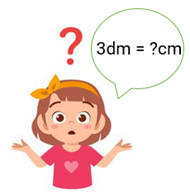 ?
3dm = ?cm